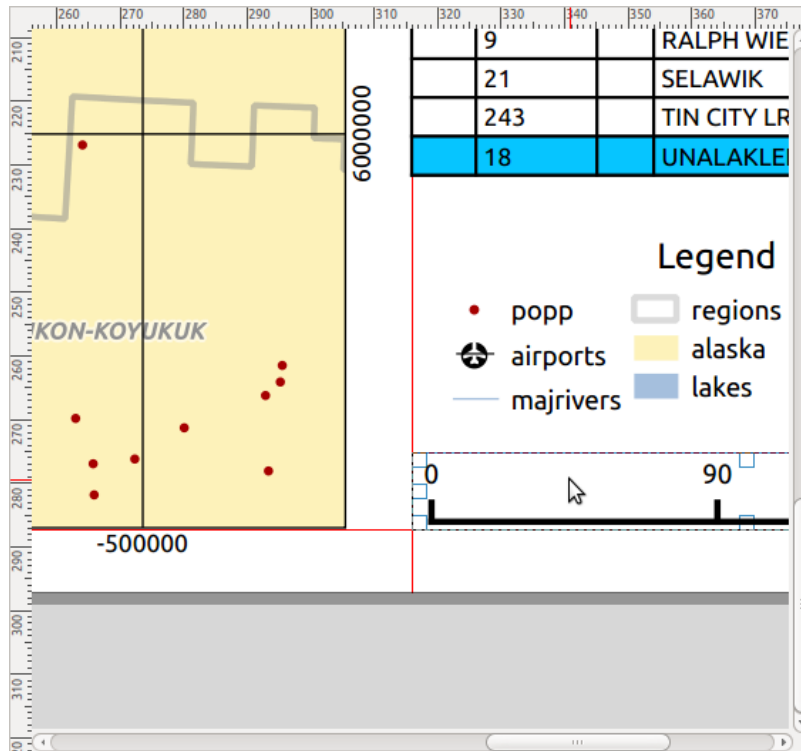 260 270 280 290 300 310 320 330 340 350 360 370
210
220
230
240
250
260
270
280
290
300
310
9 RALPH WIE
21 SELAWIK
243 TIN CITY LR
18 UNALAKLE
6000000
KON-KOYUKUK
-500000
Legend
popp
airports
majrivers
regions
alaska
lakes
0 90